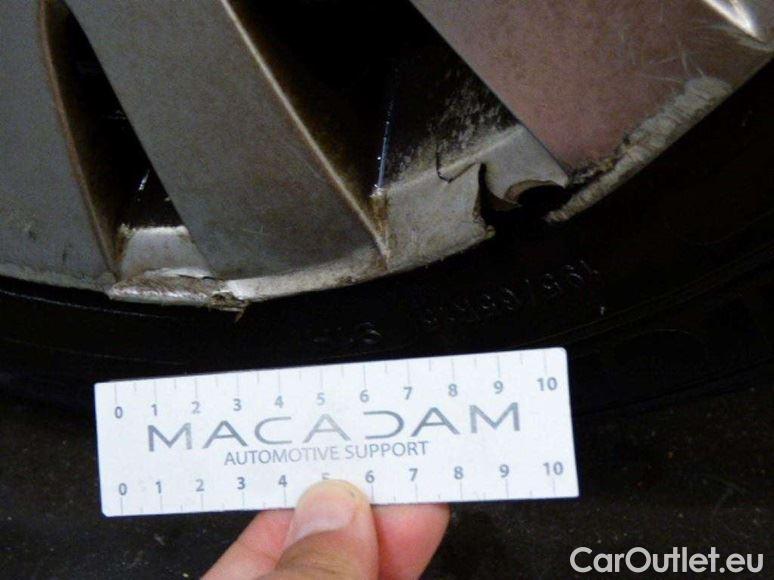 0 1 2 3 4 5 6 7 8 9 10
MACADAM
AUTOMOTIVE SUPPORT
0 1 2 3 4 5 6 7 8 9 10
CarOutlet.eu